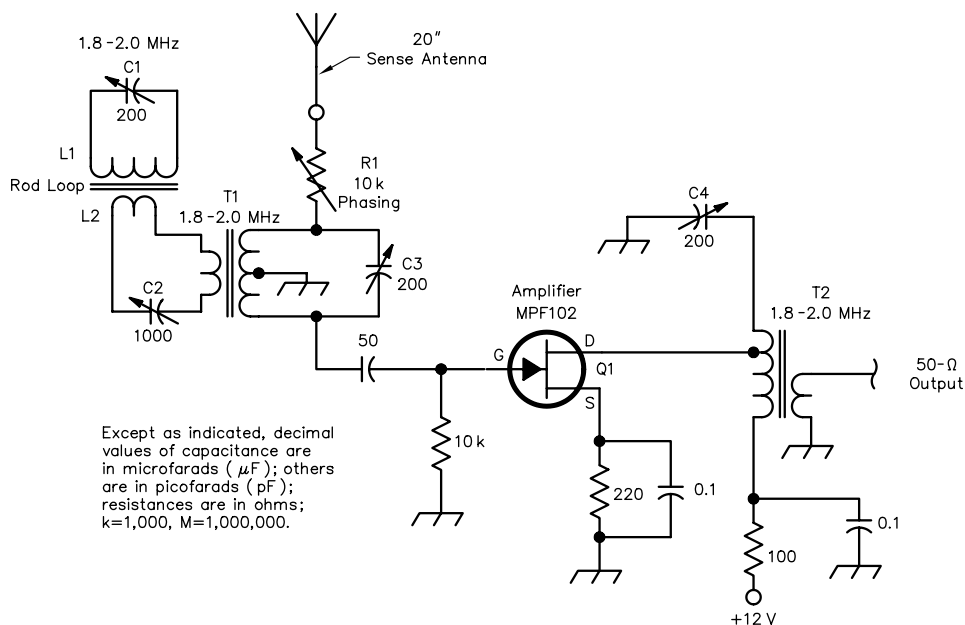 20"
Sense Antenna
1.8-2.0 MHz
C1
200
L1
Rod Loop
L2
T1
1.8-2.0 MHz
R1
10 k
Phasing
C2
1000
C3
200
C4
200
Amplifier
MPF102
50
G
D
Q1
S
T2
1.8-2.0 MHz
50-Ω
Output
10 k
220
0.1
0.1
100
+12 V
Except as indicated, decimal
values of capacitance are
in microfarads ( μF ); others
are in picofarads ( pF );
resistances are in ohms;
k=1,000, M=1,000,000.